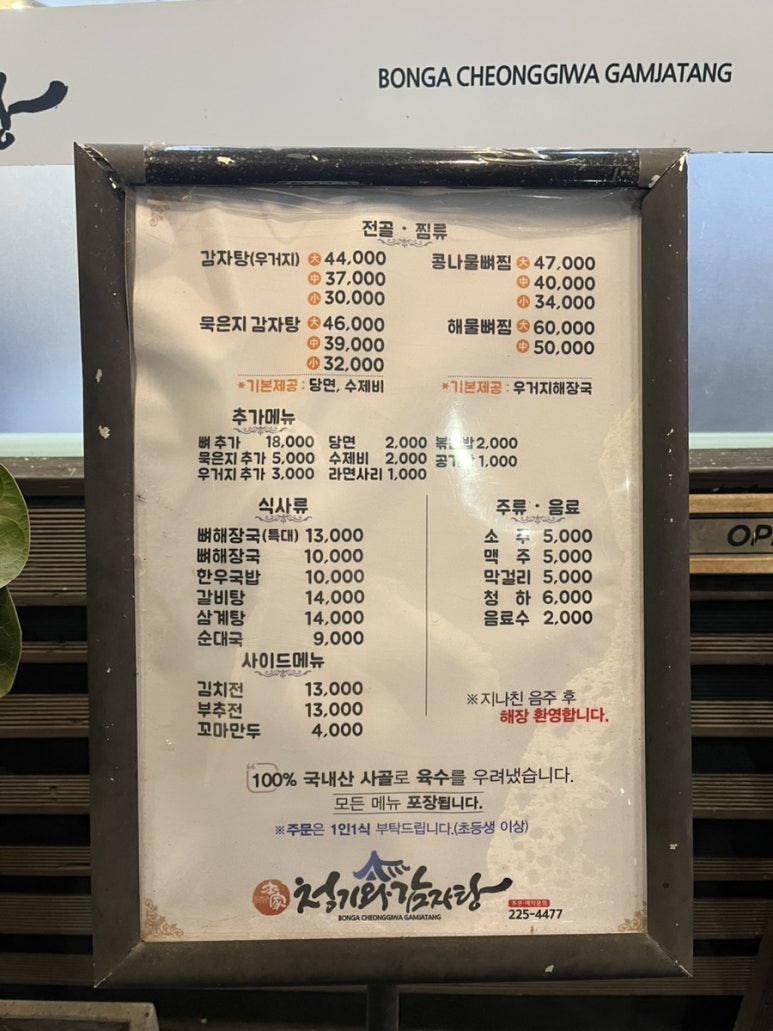 BONGA CHEONGGIWA GAMJATANG
전골 · 찜류
감자탕(우거지) 大 44,000
中 37,000
小 30,000
묵은지 감자탕 大 46,000
中 39,000
小 32,000
*기본제공 : 당면, 수제비
콩나물뼈찜 大 47,000
中 40,000
小 34,000
해물뼈찜 大 60,000
中 50,000
*기본제공 : 우거지해장국
추가메뉴
뼈 추가 18,000 당면 2,000 볶음밥 2,000
묵은지 추가 5,000 수제비 2,000 공기밥 1,000
우거지 추가 3,000 라면사리 1,000
식사류
뼈해장국(특대) 13,000
뼈해장국 10,000
한우국밥 10,000
갈비탕 14,000
삼계탕 14,000
순대국 9,000
사이드메뉴
김치전 13,000
부추전 13,000
꼬마만두 4,000
주류 · 음료
소 주 5,000
맥 주 5,000
막걸리 5,000
청 하 6,000
음료수 2,000
※ 지나친 음주 후
해장 환영합니다.
100% 국내산 사골로 육수를 우려냈습니다.
모든 메뉴 포장됩니다.
※주문은 1인1식 부탁드립니다.(초등생 이상)
청기와감자탕
BONGA CHEONGGIWA GAMJATANG
주문·예약문의
225-4477